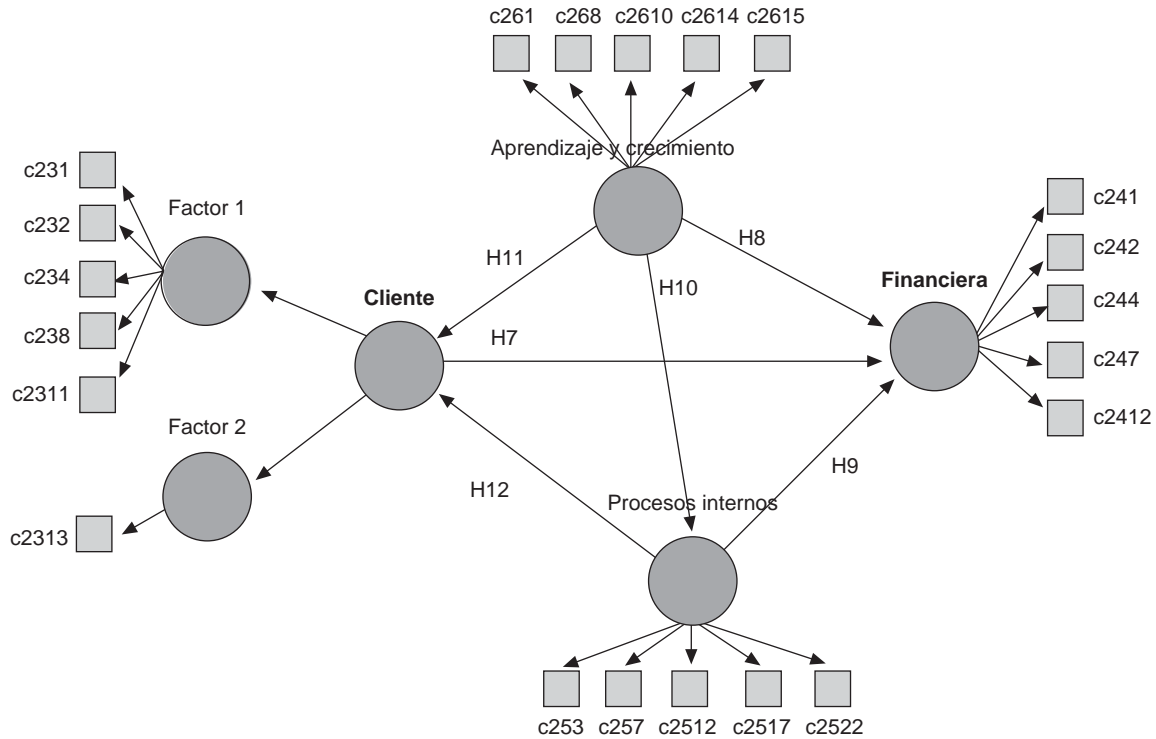 c261 c268 c2610 c2614 c2615
Aprendizaje y crecimiento
c231
Factor 1
c232
c234
c238
c2311
Cliente
H11
H8
H10
H7
Financiera
c241
c242
c244
c247
c2412
Factor 2
c2313
H12
H9
Procesos internos
c253 c257 c2512 c2517 c2522